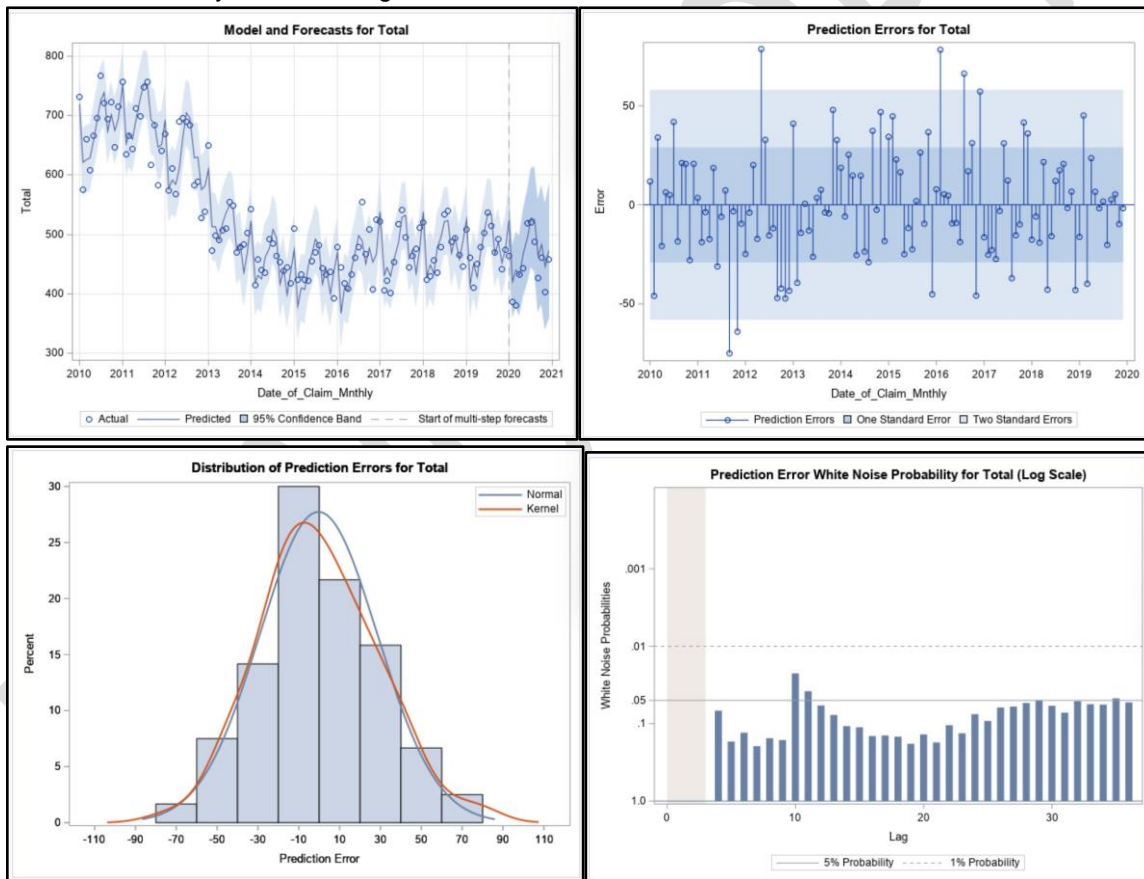 Model and Forecasts for Total
800
700
600
500
400
300
Total
2010 2011 2012 2013 2014 2015 2016 2017 2018 2019 2020 2021
Date_of_Claim_Mnthly
Actual Predicted 95% Confidence Band Start of multi-step forecasts
Prediction Errors for Total
50
0
-50
Error
2010 2011 2012 2013 2014 2015 2016 2017 2018 2019 2020
Date_of_Claim_Mnthly
Prediction Errors One Standard Error Two Standard Errors
Distribution of Prediction Errors for Total
Normal
Kernel
30
25
20
15
10
5
0
Percent
-110 -90 -70 -50 -30 -10 10 30 50 70 90 110
Prediction Error
Prediction Error White Noise Probability for Total (Log Scale)
.001
.01
.05
.1
1.0
White Noise Probabilities
0 10 20 30
Lag
5% Probability 1% Probability